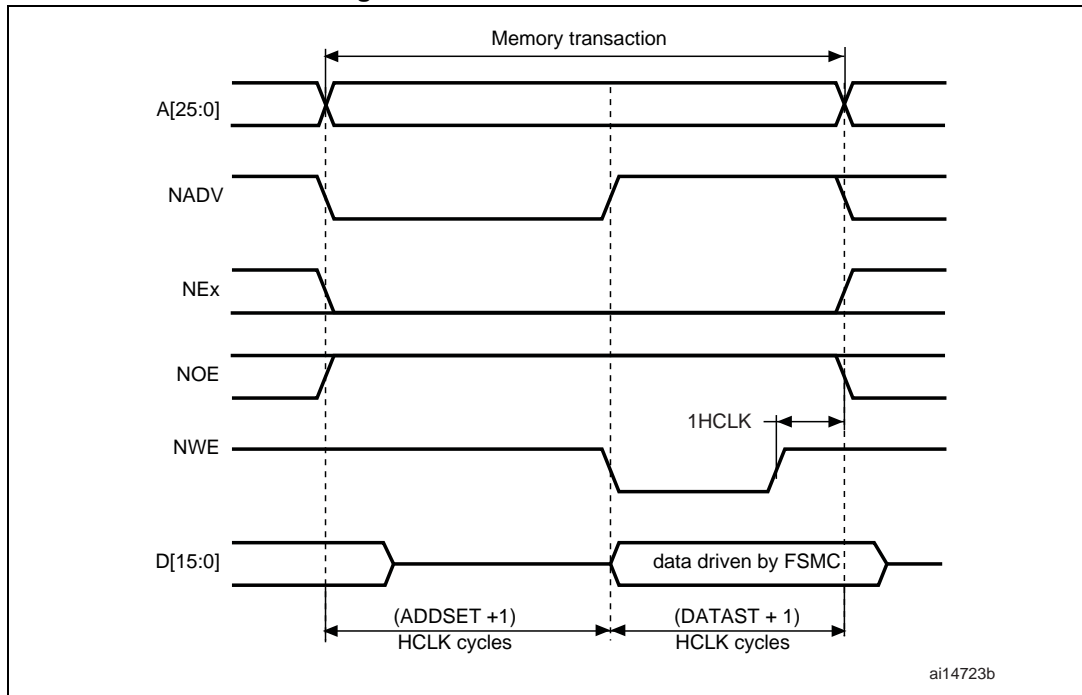 Memory transaction
A[25:0]
NADV
NEx
NOE
1HCLK
NWE
D[15:0]
data driven by FSMC
(ADDSET +1)
HCLK cycles
(DATAST + 1)
HCLK cycles
ai14723b